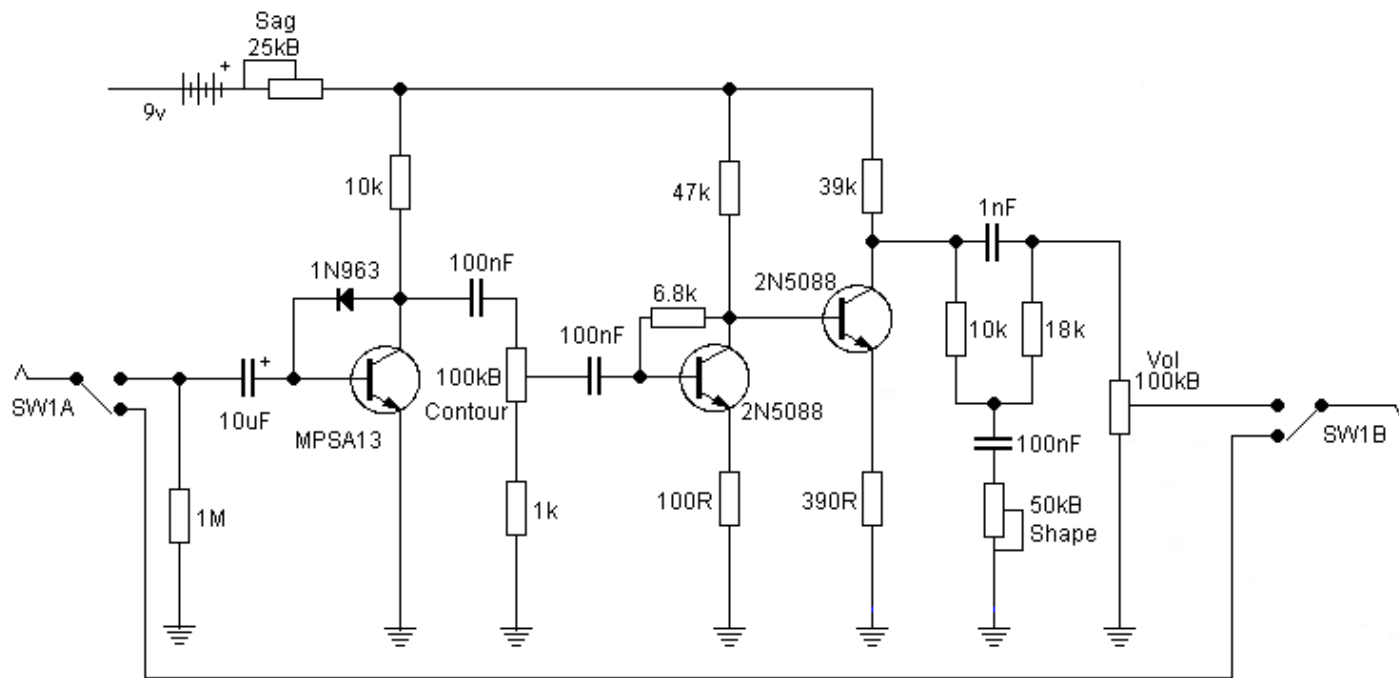 Sag
25kB
+
9v
10k
47k
39k
1nF
1N963
100nF
6.8k
2N5088
10k
18k
100nF
+
Vol
100kB
SW1A
10uF
MPSA13
100kB
Contour
2N5088
SW1B
100nF
1M
1k
100R
390R
50kB
Shape